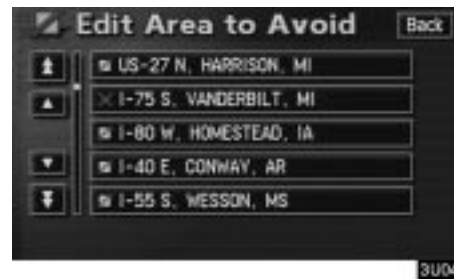 Edit Area to Avoid
Back
US-27 N, HARRISON, MI
I-75 S, VANDERBILT, MI
I-80 W, HOMESTEAD, IA
I-40 E, CONWAY, AR
I-55 S, WESSON, MS